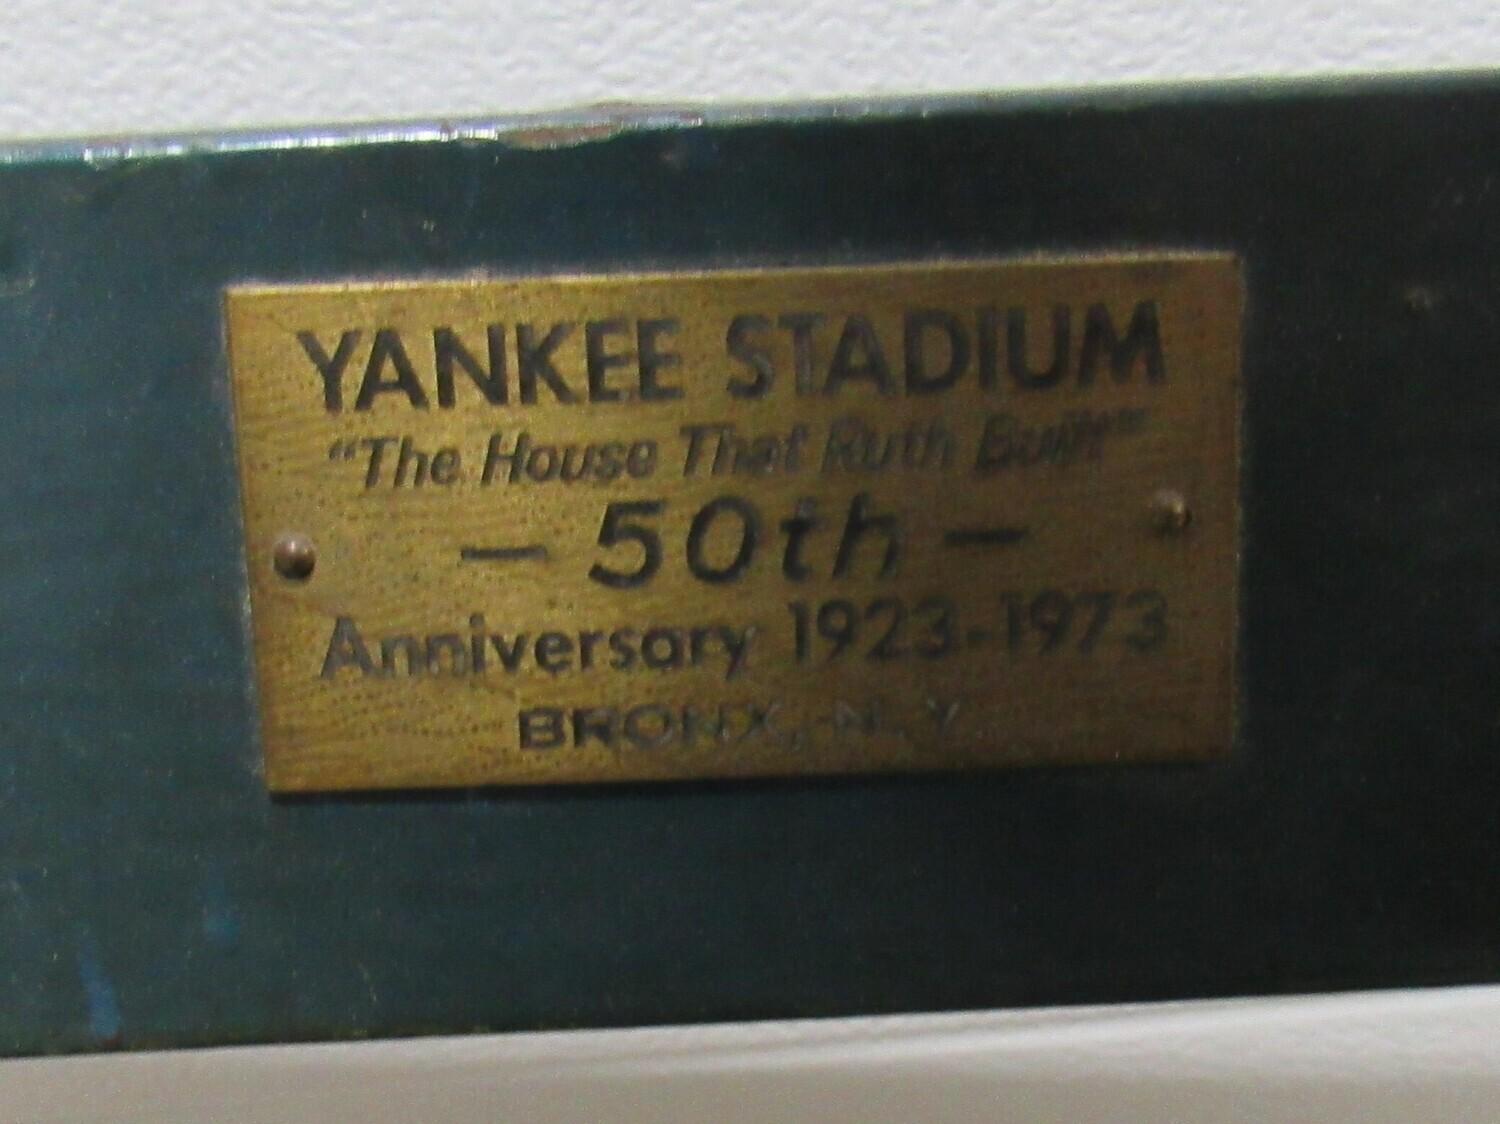 YANKEE STADIUM
"The House That Ruth Built"
— 50th —
Anniversary 1923-1973
BRONX, N. Y.